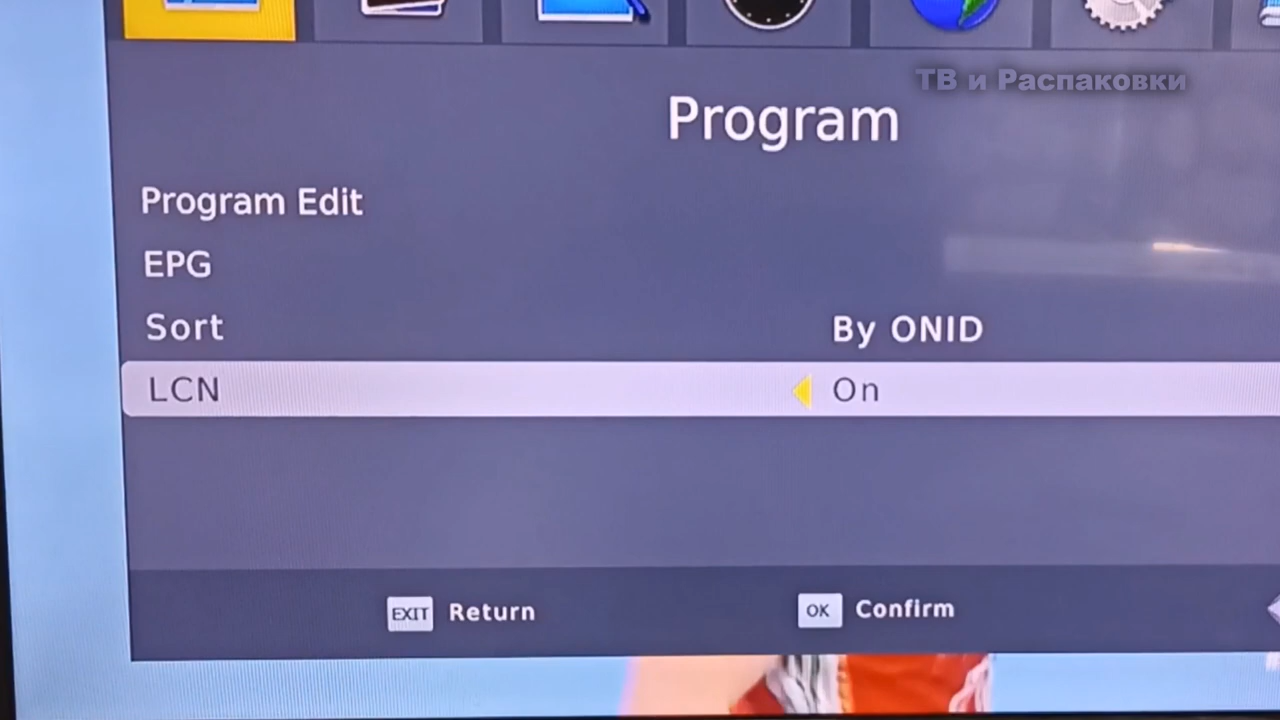 ТВ и Распаковки
Program
Program Edit
EPG
Sort By ONID
LCN On
EXIT Return OK Confirm